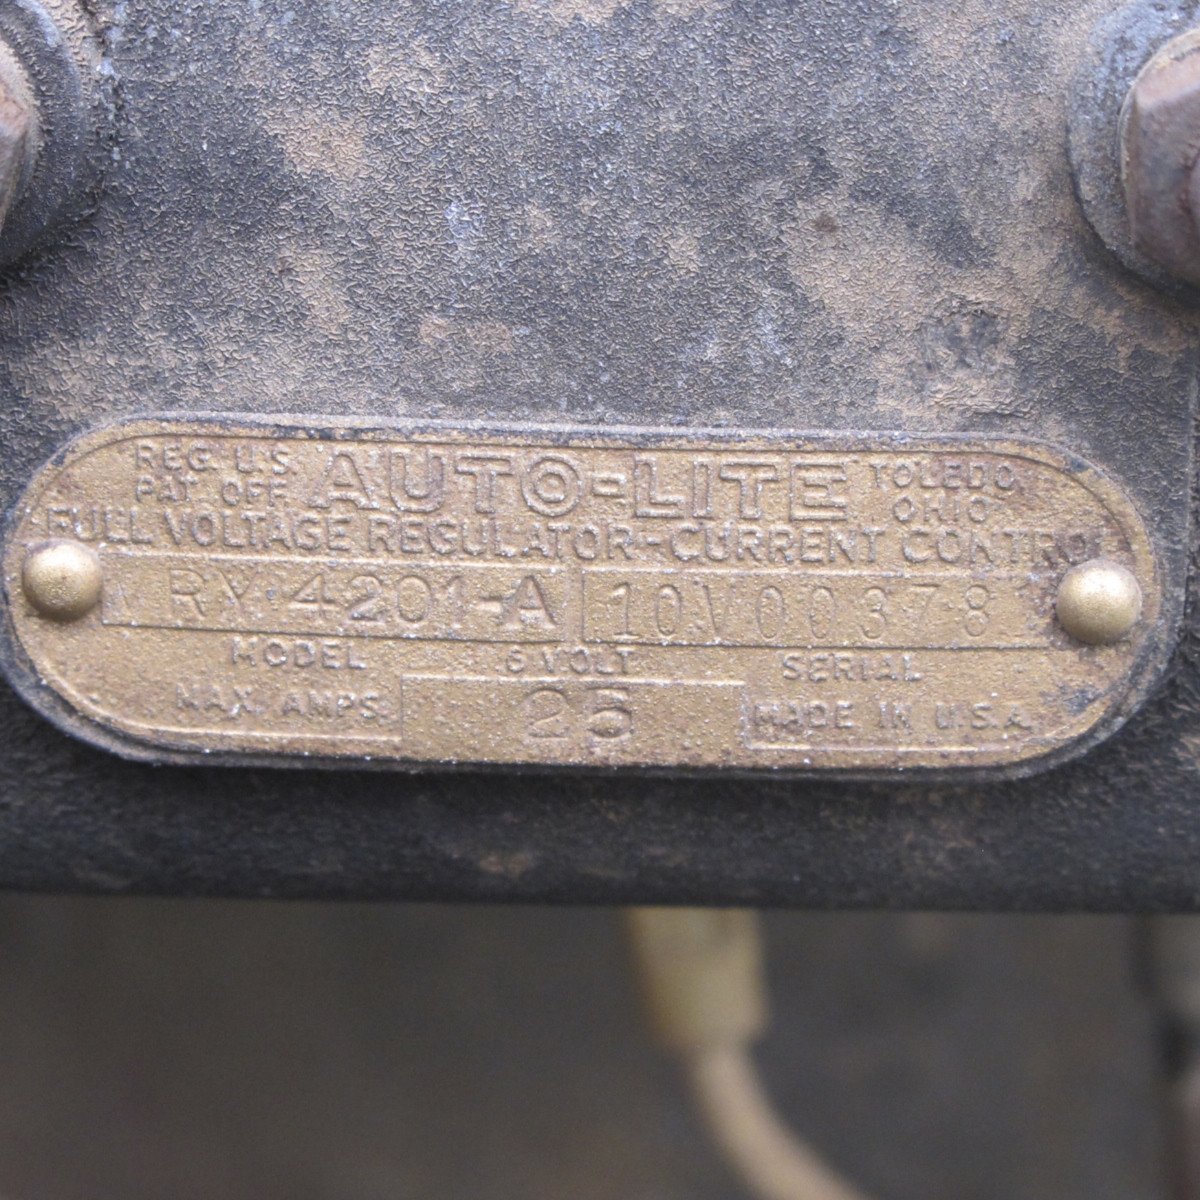 REG. U.S. AUTO-LITE TOLEDO,
PAT. OFF. OHIO
FULL VOLTAGE REGULATOR-CURRENT CONTRO
RY 4201-A 10V00378
MODEL 6 VOLT SERIAL
MAX. AMPS. 25 MADE IN U.S.A.